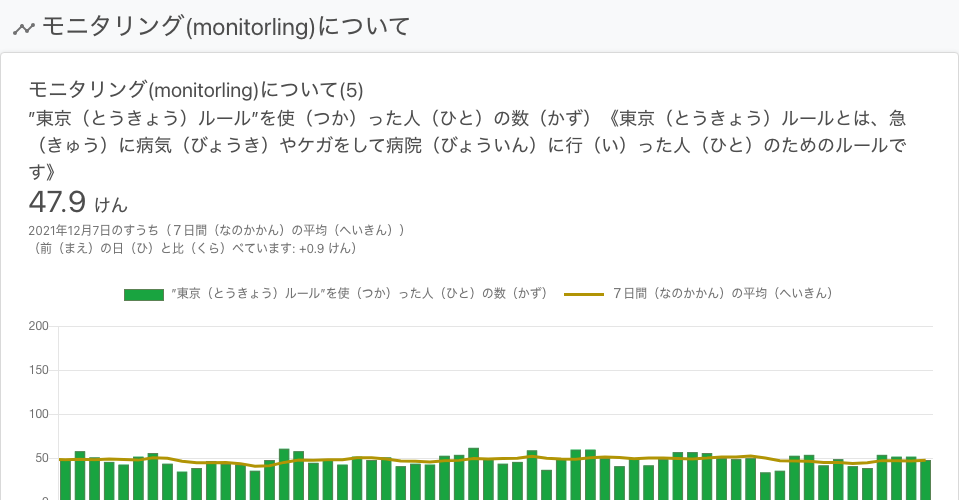 モニタリング(monitorling)について
モニタリング(monitorling)について(5)
”東京（とうきょう）ルール”を使（つか）った人（ひと）の数（かず）《東京（とうきょう）ルールとは、急
（きゅう）に病気（びょうき）やケガをして病院（びょういん）に行（い）った人（ひと）のためのルールで
す》
47.9 けん
2021年12月7日のすうち（７日間（なのかかん）の平均（へいきん））
（前（まえ）の日（ひ）と比（くら）べています: +0.9 けん）
”東京（とうきょう）ルール”を使（つか）った人（ひと）の数（かず） ７日間（なのかかん）の平均（へいきん）
200
150
100
50
0